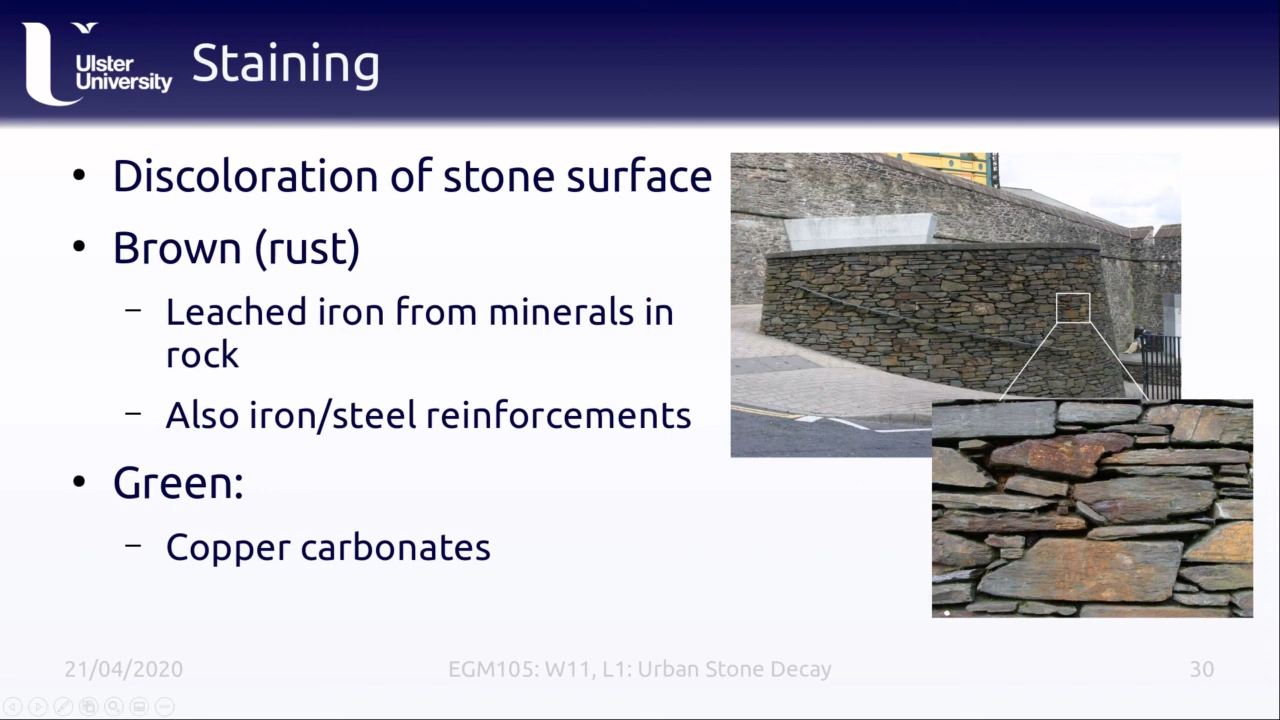 Ulster
University
Staining
• Discoloration of stone surface
• Brown (rust)
– Leached iron from minerals in
rock
– Also iron/steel reinforcements
• Green:
– Copper carbonates
21/04/2020
EGM105: W11, L1: Urban Stone Decay
30